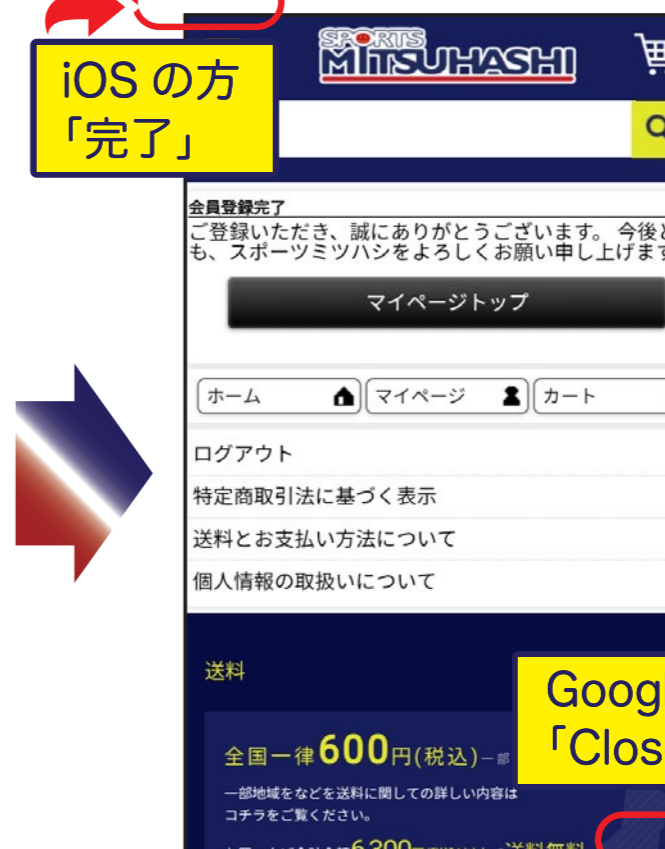 iOS の方
「完了」
SPORTS
MITSUHASHI
会員登録完了
ご登録いただき、誠にありがとうございます。 今後と
も、スポーツミツハシをよろしくお願い申し上げます
マイページトップ
ホーム
マイページ
カート
ログアウト
特定商取引法に基づく表示
送料とお支払い方法について
個人情報の取扱いについて
送料
Goog
「Clos
全国一律600円(税込)一部
一部地域をなどを送料に関しての詳しい内容は
コチラをご覧ください。
6,300
送料無料